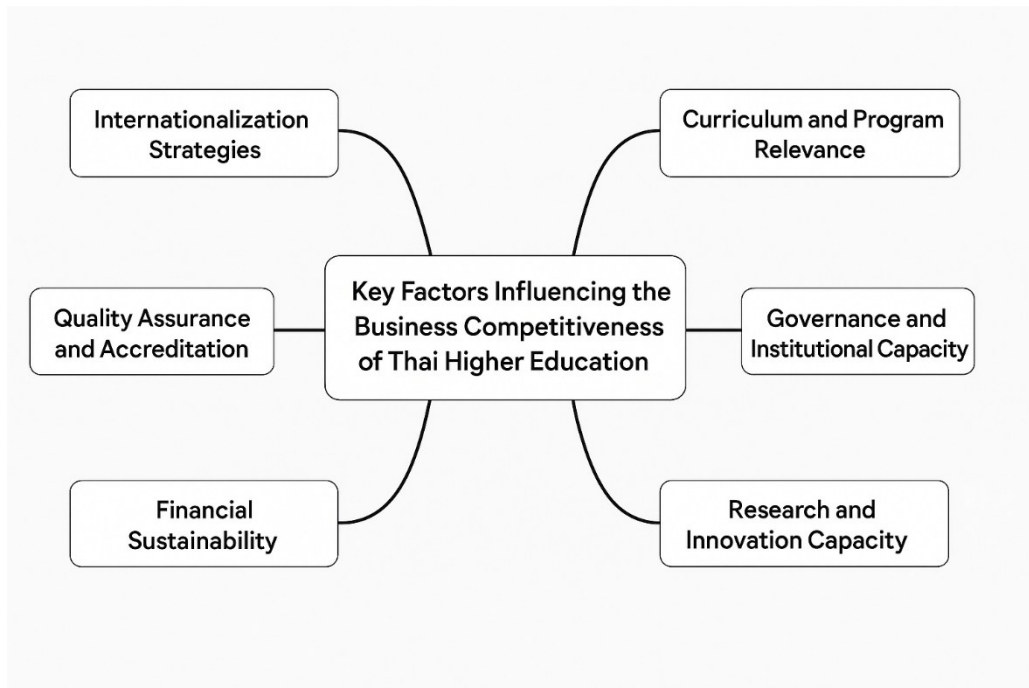 Internationalization
Strategies
Curriculum and Program
Relevance
Key Factors Influencing the
Business Competitiveness
of Thai Higher Education
Quality Assurance
and Accreditation
Governance and
Institutional Capacity
Financial
Sustainability
Research and
Innovation Capacity